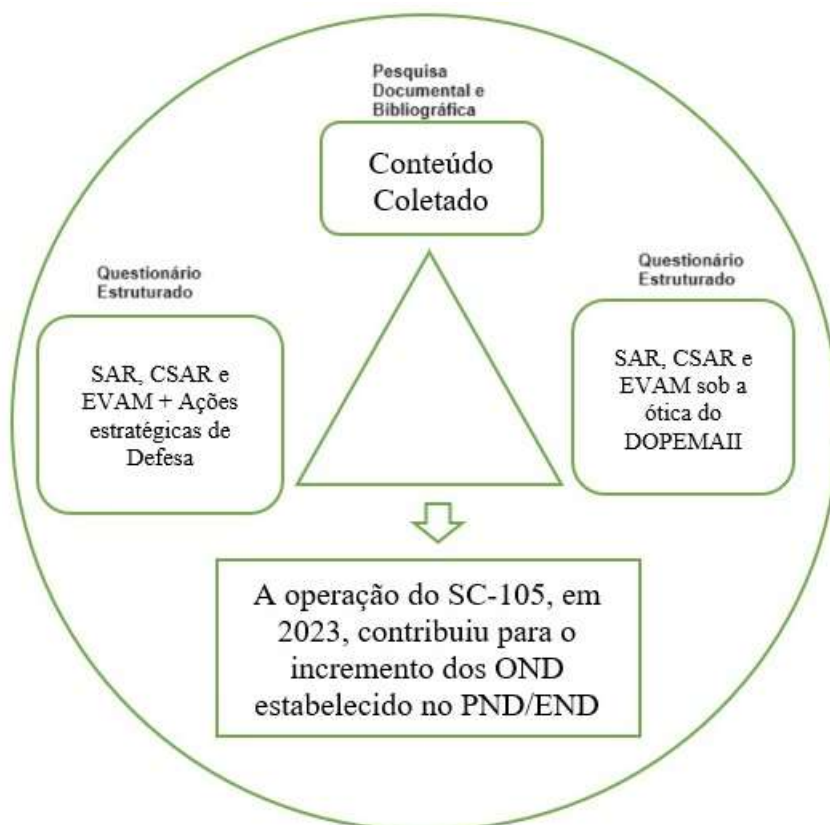 Pesquisa
Documental e
Bibliográfica
Conteúdo
Coletado
Questionário
Estruturado
SAR, CSAR e
EVAM + Ações
estratégicas de
Defesa
Questionário
Estruturado
SAR, CSAR e
EVAM sob a
ótica do
DOPEMAII
A operação do SC-105, em
2023, contribuiu para o
incremento dos OND
estabelecido no PND/END